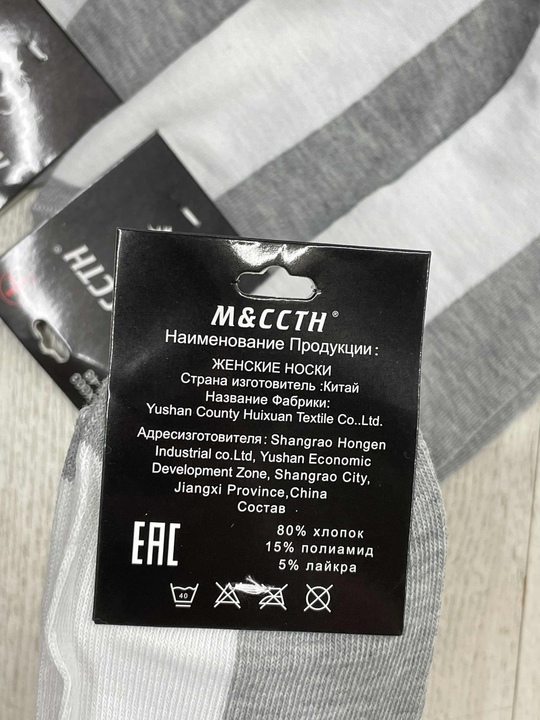 M&CCTH®
Наименование Продукции:
ЖЕНСКИЕ НОСКИ
Страна изготовитель :Китай
Название Фабрики:
Yushan County Huixuan Textile Co..Ltd.
Адресизготовителя: Shangrao Hongen
Industrial co.Ltd, Yushan Economic
Development Zone, Shangrao City,
Jiangxi Province,China
Состав
80% хлопок
15% полиамид
5% лайкра
EAC
40
CCTH®